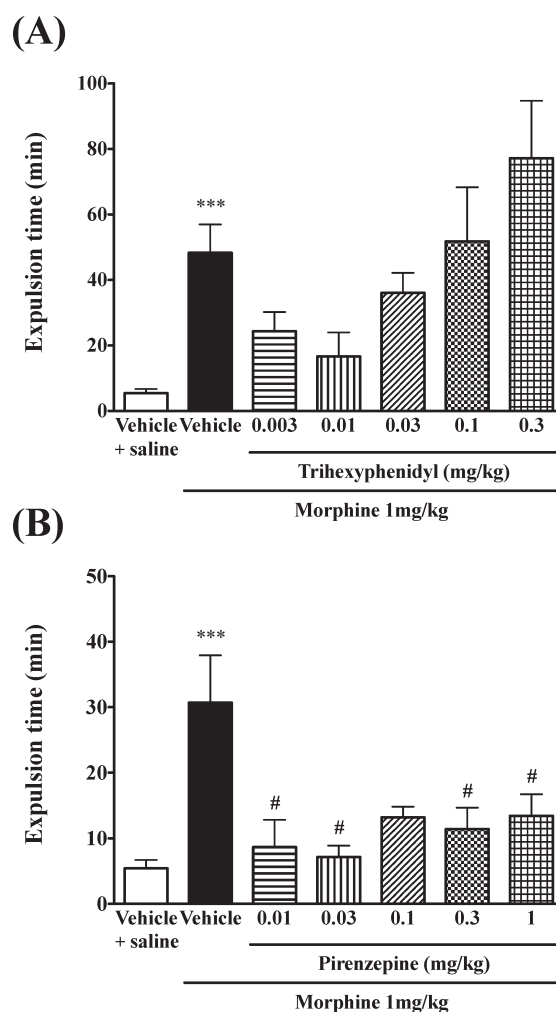 (A)
100
80
60
40
20
0
Expulsion time (min)
***
Vehicle Vehicle 0.003 0.01 0.03 0.1 0.3
+ saline
Trihexyphenidyl (mg/kg)
Morphine 1mg/kg
(B)
50
40
30
20
10
0
Expulsion time (min)
***
# # # #
Vehicle Vehicle 0.01 0.03 0.1 0.3 1
+ saline
Pirenzepine (mg/kg)
Morphine 1mg/kg